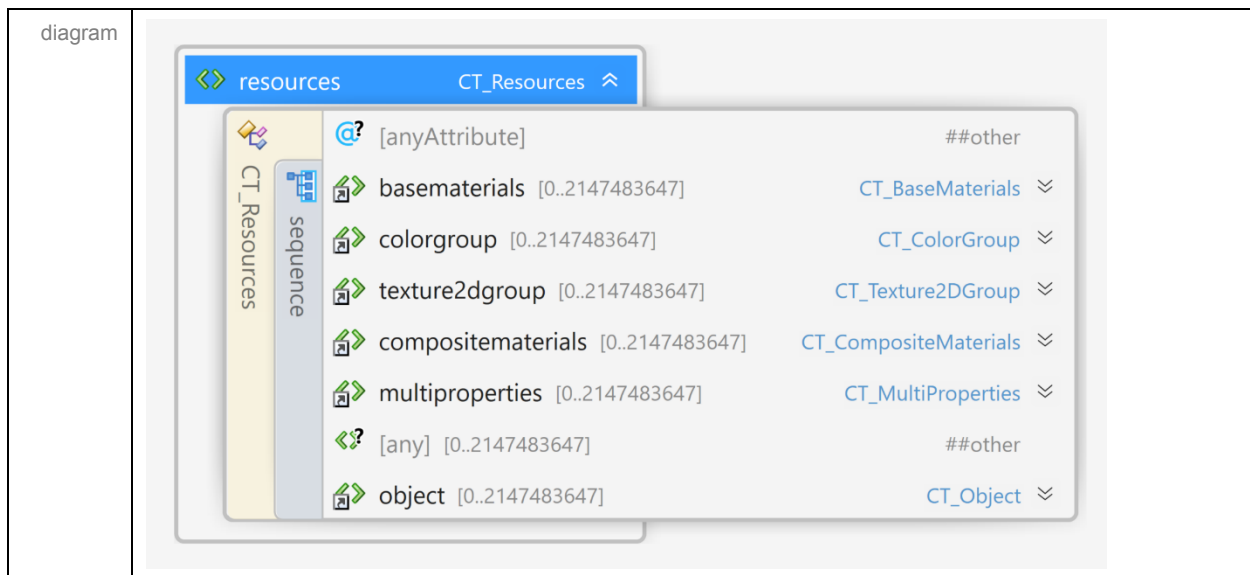 diagram
resources CT_Resources
CT_Resources
sequence
[anyAttribute] ##other
basematerials [0..2147483647] CT_BaseMaterials
colorgroup [0..2147483647] CT_ColorGroup
texture2dgroup [0..2147483647] CT_Texture2DGroup
compositematerials [0..2147483647] CT_CompositeMaterials
multiproperties [0..2147483647] CT_MultiProperties
[any] [0..2147483647] ##other
object [0..2147483647] CT_Object